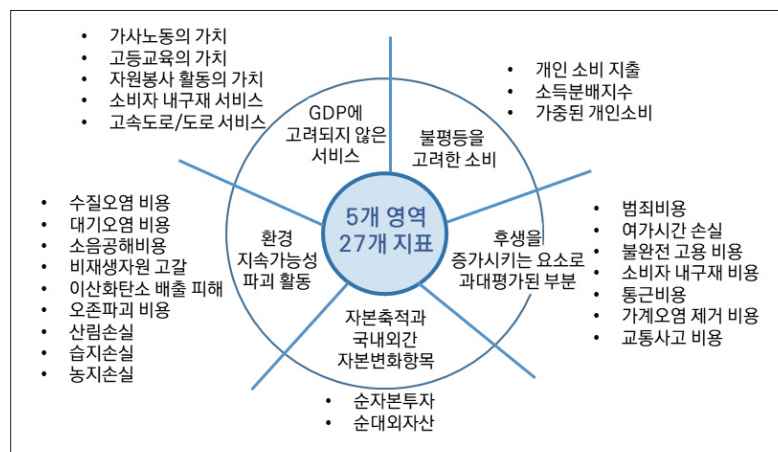 • 가사노동의 가치
• 고등교육의 가치
• 자원봉사 활동의 가치
• 소비자 내구재 서비스
• 고속도로/도로 서비스
GDP에
고려되지 않은
서비스
• 개인 소비 지출
• 소득분배지수
• 가중된 개인소비
불평등을
고려한 소비
5개 영역
27개 지표
• 수질오염 비용
• 대기오염 비용
• 소음공해비용
• 비재생자원 고갈
• 이산화탄소 배출 피해
• 오존파괴 비용
• 산림손실
• 습지손실
• 농지손실
환경
지속가능성
파괴 활동
후생을
증가시키는 요소로
과대평가된 부분
• 범죄비용
• 여가시간 손실
• 불완전 고용 비용
• 소비자 내구재 비용
• 통근비용
• 가계오염 제거 비용
• 교통사고 비용
자본축적과
국내외간
자본변화항목
• 순자본투자
• 순대외자산